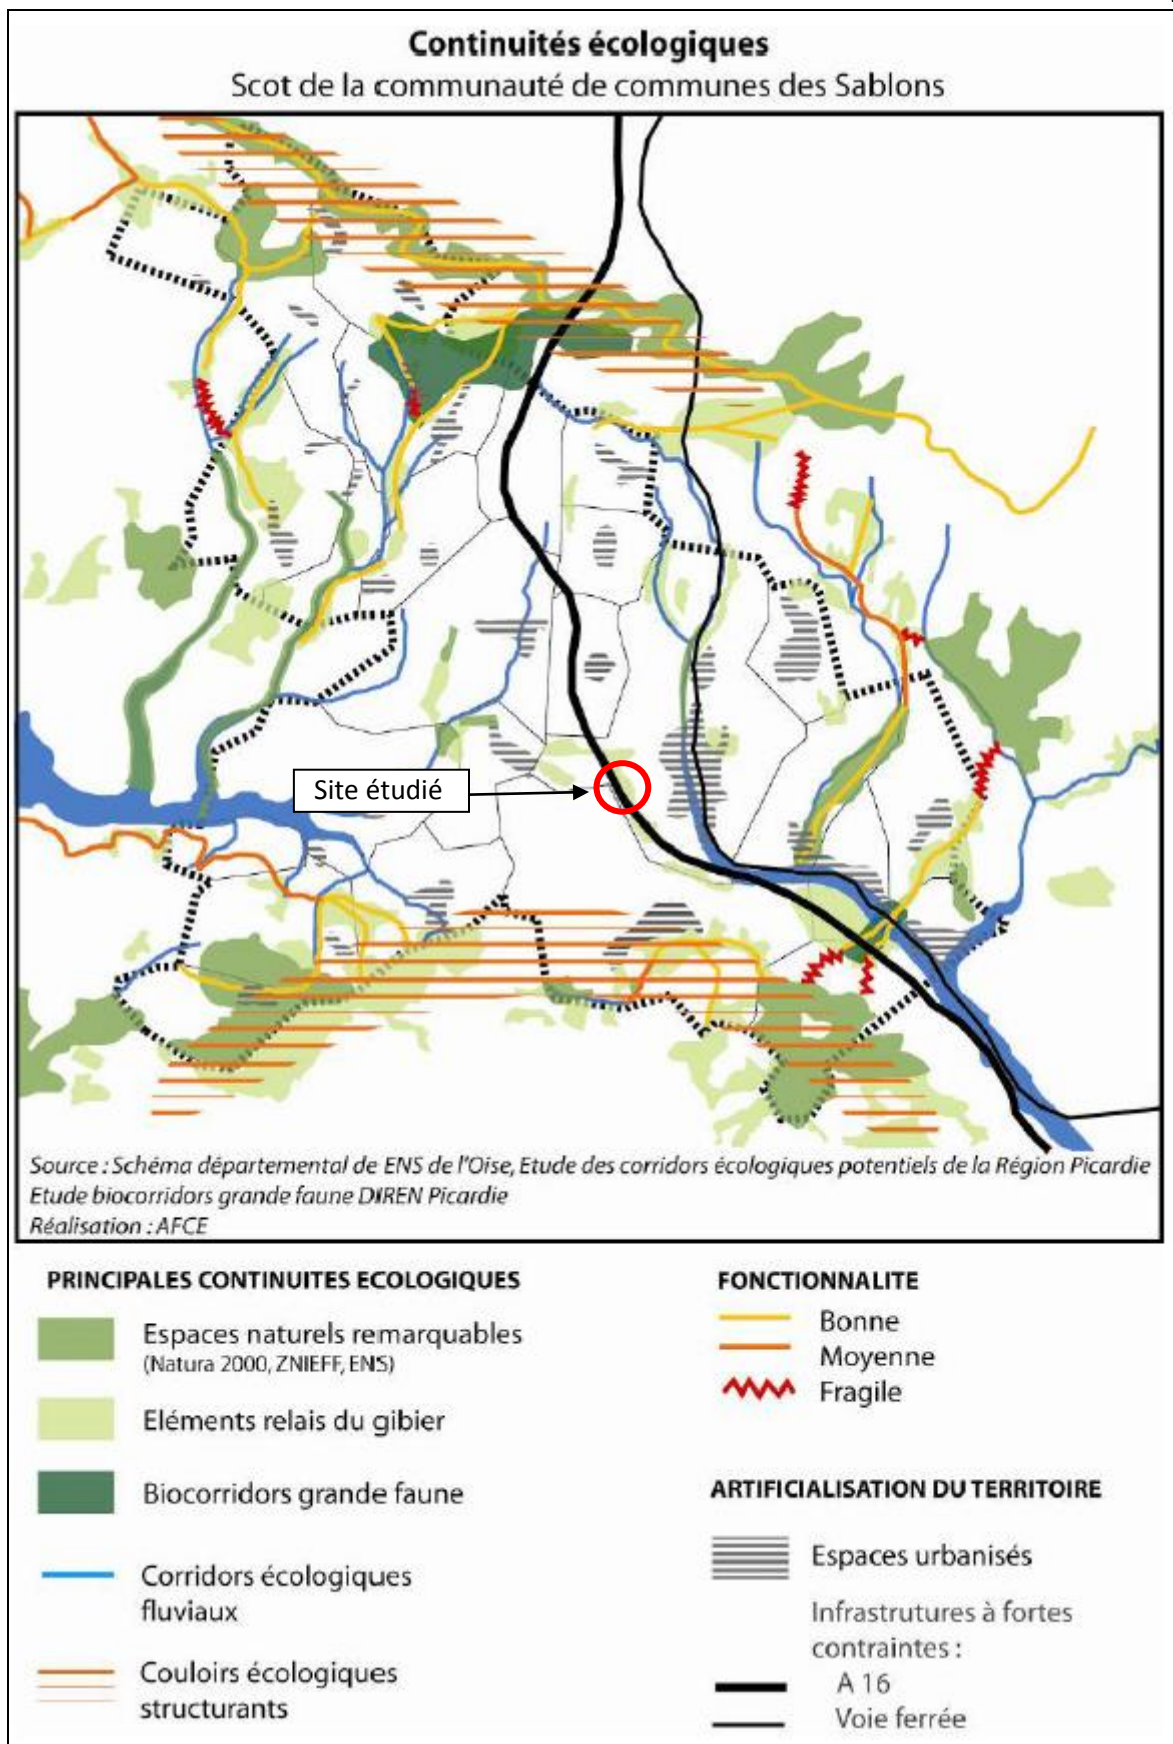 Continuités écologiques
Scot de la communauté de communes des Sablons
Site étudié
Source : Schéma départemental de ENS de l'Oise, Etude des corridors écologiques potentiels de la Région Picardie
Etude biocorridors grande faune DIREN Picardie
Réalisation : AFCE
PRINCIPALES CONTINUITES ECOLOGIQUES
Espaces naturels remarquables
(Natura 2000, ZNIEFF, ENS)
Eléments relais du gibier
Biocorridors grande faune
Corridors écologiques
fluviaux
Couloirs écologiques
structurants
FONCTIONNALITE
Bonne
Moyenne
Fragile
ARTIFICIALISATION DU TERRITOIRE
Espaces urbanisés
Infrastrutures à fortes
contraintes :
A 16
Voie ferrée